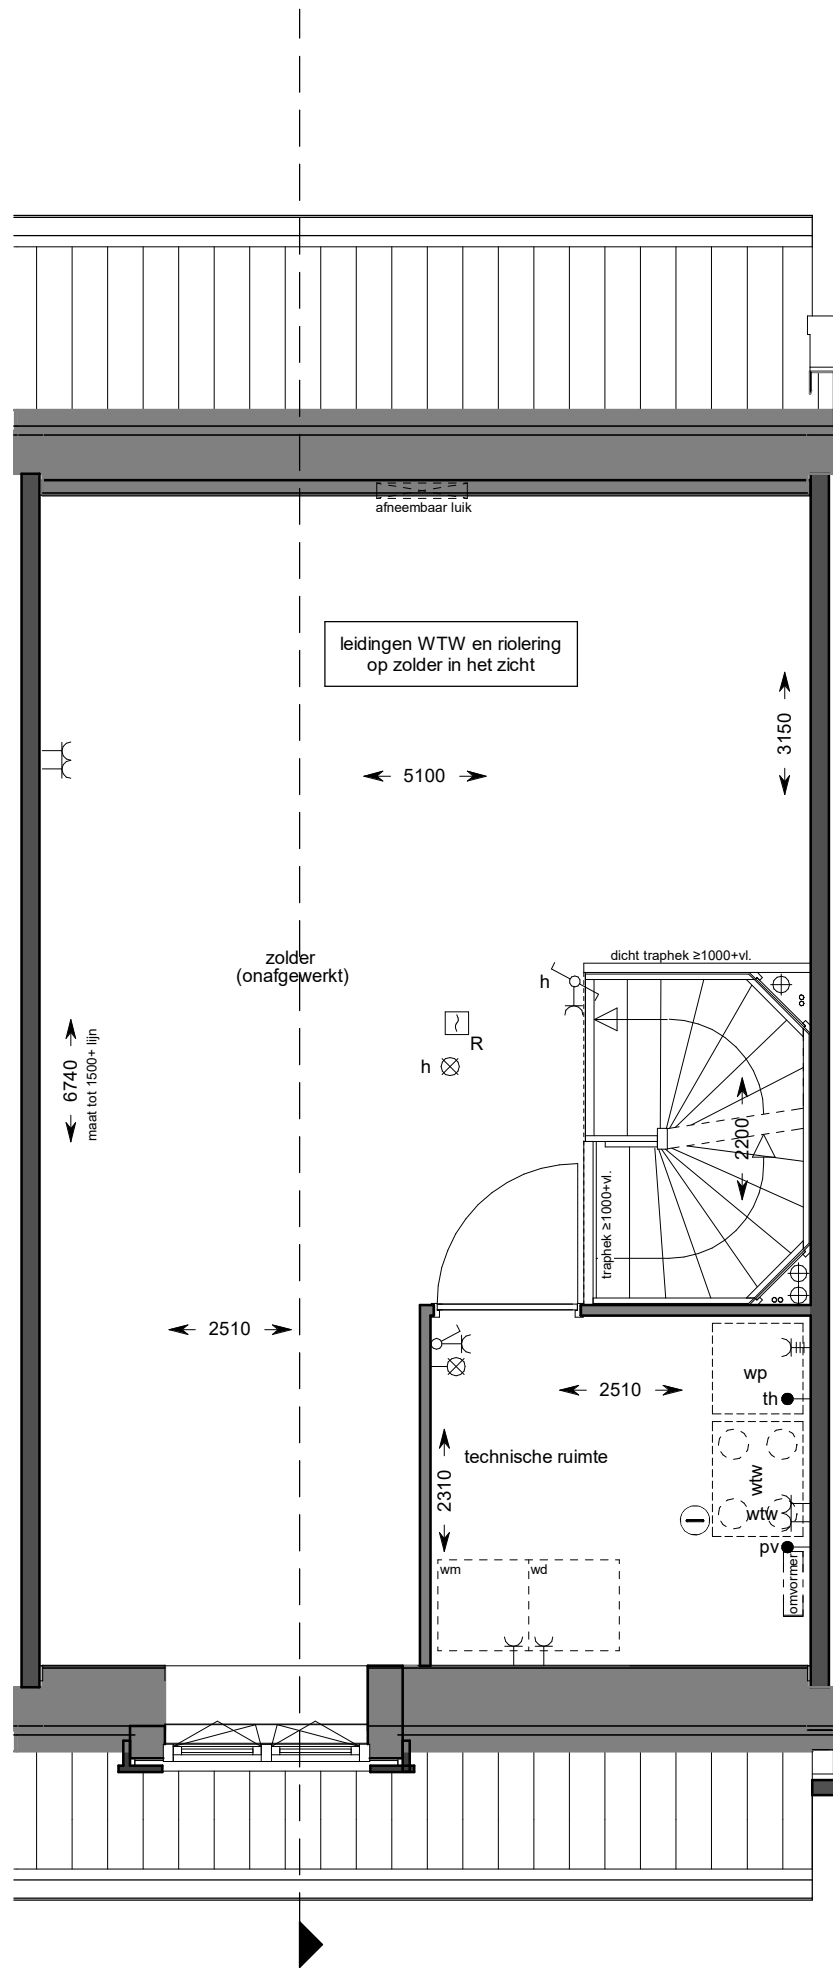 afneembaar luik
leidingen WTW en riolering
op zolder in het zicht
3150
5100
zolder
(onafgewerkt)
dicht traphek ≥1000+vl.
h
R
h
6740
maat tot 1500+ lijn
2200
traphek ≥1000+vl.
2510
2510
wp
th
technische ruimte
2310
wtw
wtw
pv
omvormer
wm
wd